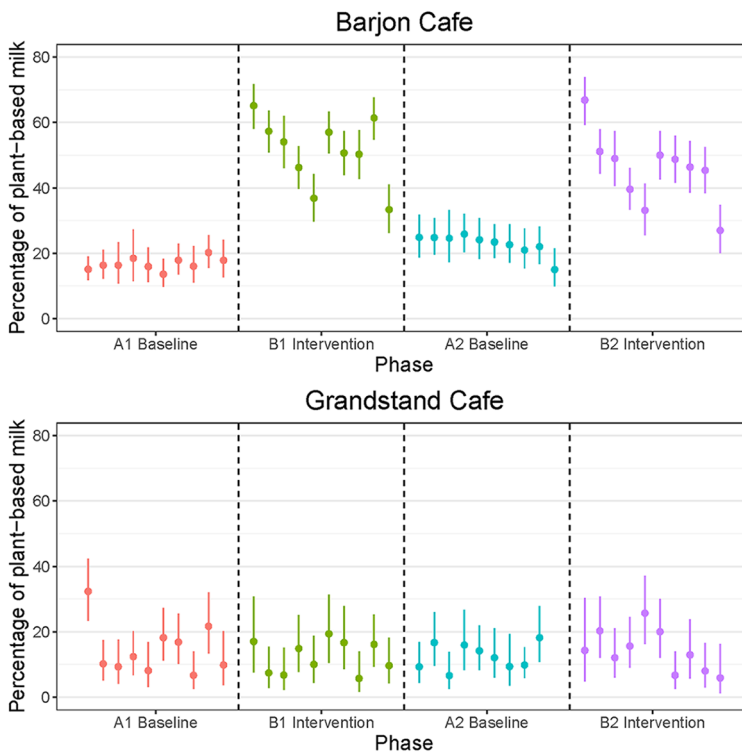 Barjon Cafe
Percentage of plant-based milk
80
60
40
20
0
A1 Baseline B1 Intervention A2 Baseline B2 Intervention
Phase
Grandstand Cafe
Percentage of plant-based milk
80
60
40
20
0
A1 Baseline B1 Intervention A2 Baseline B2 Intervention
Phase